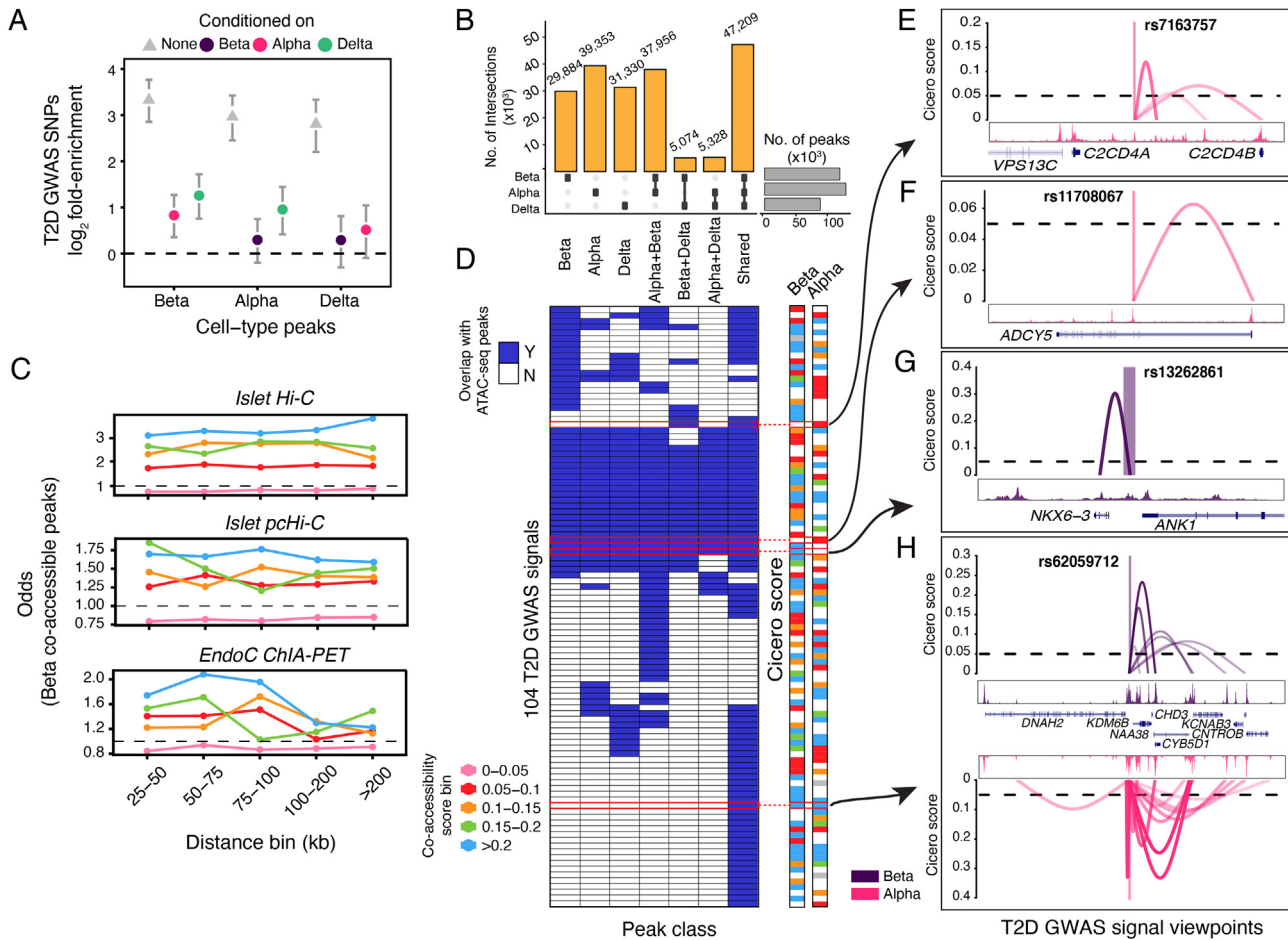 A
Conditioned on
None Beta Alpha Delta
T2D GWAS SNPs
log2 fold-enrichment
4
3
2
1
0
Beta Alpha Delta
Cell-type peaks
B
No. of Intersections
(x10³)
50
40
30
20
10
29,884
39,353
31,330
37,956
5,074
5,328
47,209
Beta
Alpha
Delta
No. of peaks
(x10³)
0 50 100
C
Odds
(Beta co-accessible peaks)
Islet Hi-C
3
2
1
Islet pcHi-C
1.75
1.50
1.25
1.00
0.75
EndoC ChIA-PET
2.0
1.6
1.2
0.8
25-50
50-75
75-100
100-200
>200
Distance bin (kb)
Co-accessibility
score bin
0-0.05
0.05-0.1
0.1-0.15
0.15-0.2
>0.2
D
Beta
Alpha
Delta
Alpha+Beta
Beta+Delta
Alpha+Delta
Shared
Overlap with
ATAC-seq peaks
Y
N
104 T2D GWAS signals
Peak class
Beta
Alpha
Cicero score
Beta
Alpha
E
rs7163757
Cicero score
0.2
0.15
0.1
0.05
0
VPS13C
C2CD4A
C2CD4B
F
rs11708067
Cicero score
0.06
0.04
0.02
0
ADCY5
G
rs13262861
Cicero score
0.4
0.3
0.2
0.1
0
NKX6-3
ANK1
H
rs62059712
Cicero score
0.3
0.25
0.2
0.15
0.1
0.05
0
DNAH2
KDM6B
CHD3
KCNAB3
NAA38
CNTROB
CYB5D1
Cicero score
0
0.1
0.2
0.3
0.4
T2D GWAS signal viewpoints